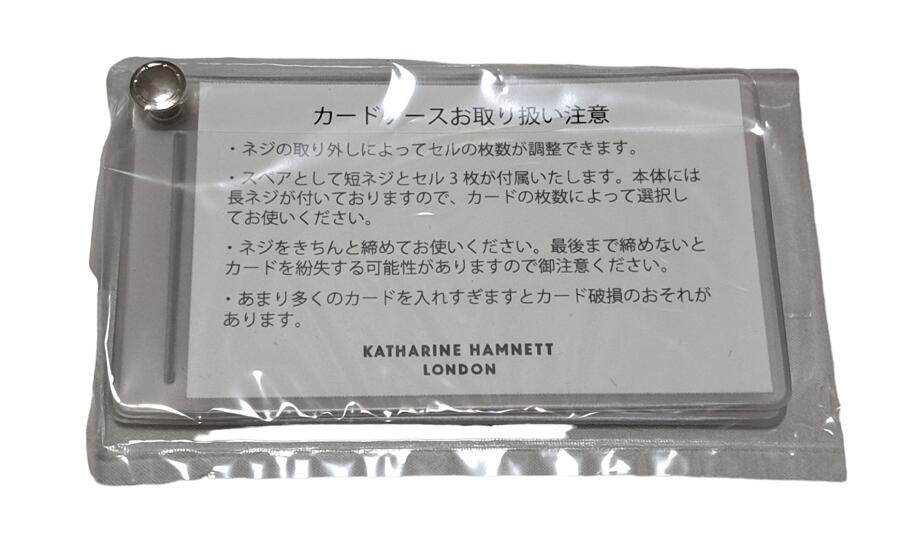 カードケースお取り扱い注意
・ネジの取り外しによってセルの枚数が調整できます。
・スペアとして短ネジとセル3枚が付属いたします。本体には
長ネジが付いておりますので、カードの枚数によって選択し
てお使いください。
・ネジをきちんと締めてお使いください。最後まで締めないと
カードを紛失する可能性がありますので御注意ください。
・あまり多くのカードを入れすぎますとカード破損のおそれが
あります。
KATHARINE HAMNETT
LONDON